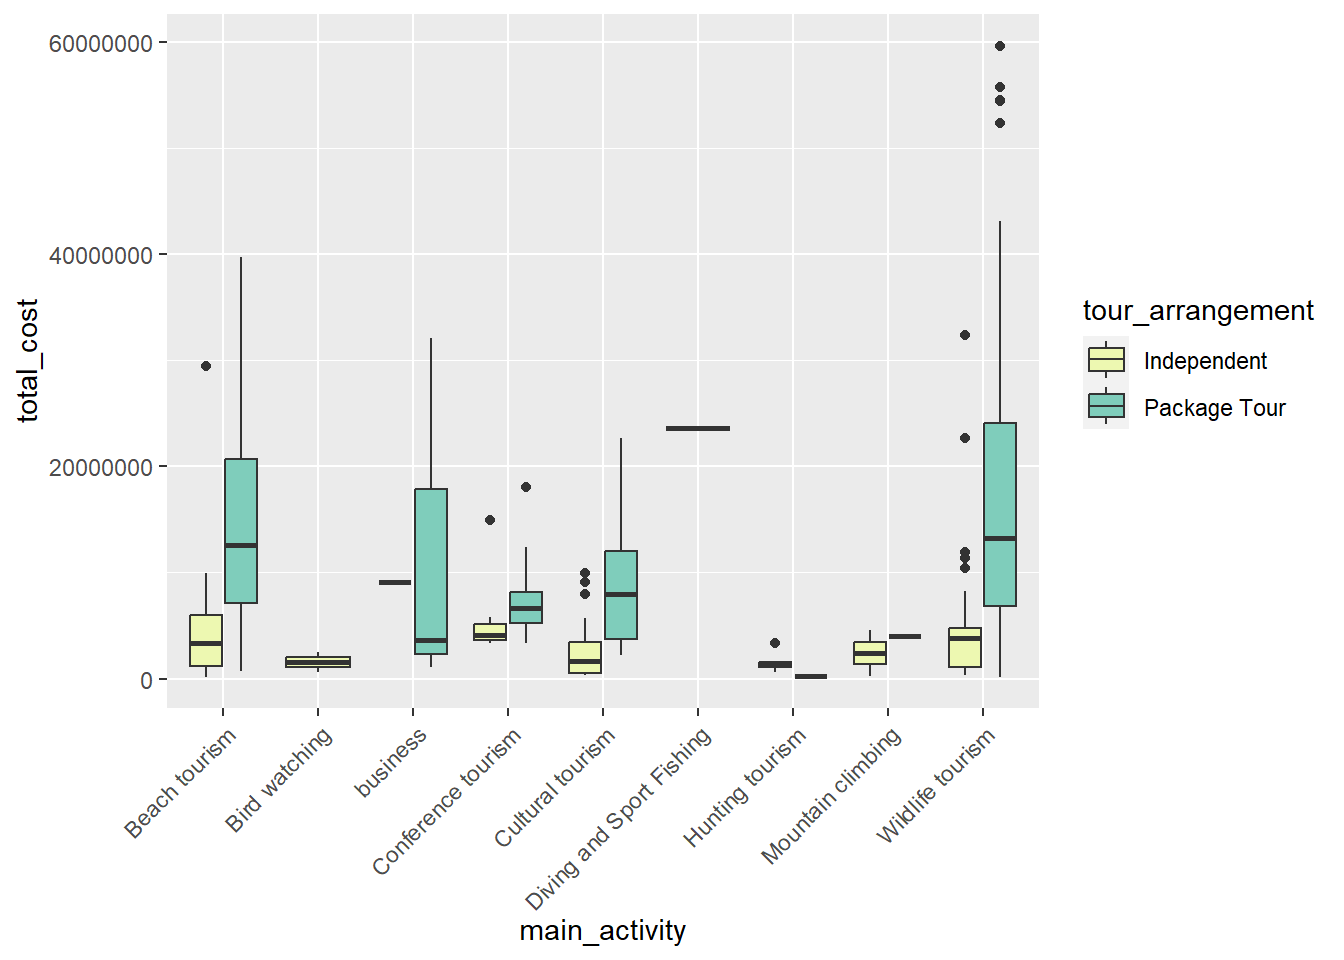 60000000
40000000
20000000
0
total_cost
Beach tourism
Bird watching
business
Conference tourism
Cultural tourism
Diving and Sport Fishing
Hunting tourism
Mountain climbing
Wildlife tourism
main_activity
tour_arrangement
Independent
Package Tour